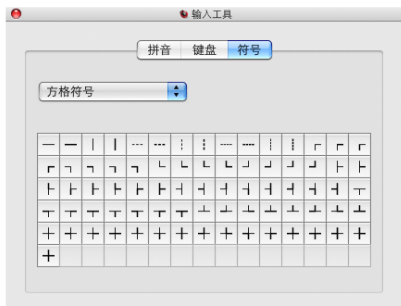 输入工具
拼音 键盘 符号
方格符号
─ ━ │ ┃ ┄ ┅ ┆ ┇ ┈ ┉ ┊ ┋ ┌ ┍ ┎
┏ ┐ ┑ ┒ ┓ └ ┕ ┖ ┗ ┘ ┙ ┚ ┛ ├ ┝
┞ ┟ ┠ ┡ ┢ ┣ ┤ ┥ ┦ ┧ ┨ ┩ ┪ ┫ ┬
┭ ┮ ┯ ┰ ┱ ┲ ┳ ┴ ┵ ┶ ┷ ┸ ┹ ┺ ┻
┼ ┽ ┾ ┿ ╀ ╁ ╂ ╃ ╄ ╅ ╆ ╇ ╈ ╉ ╊
╋